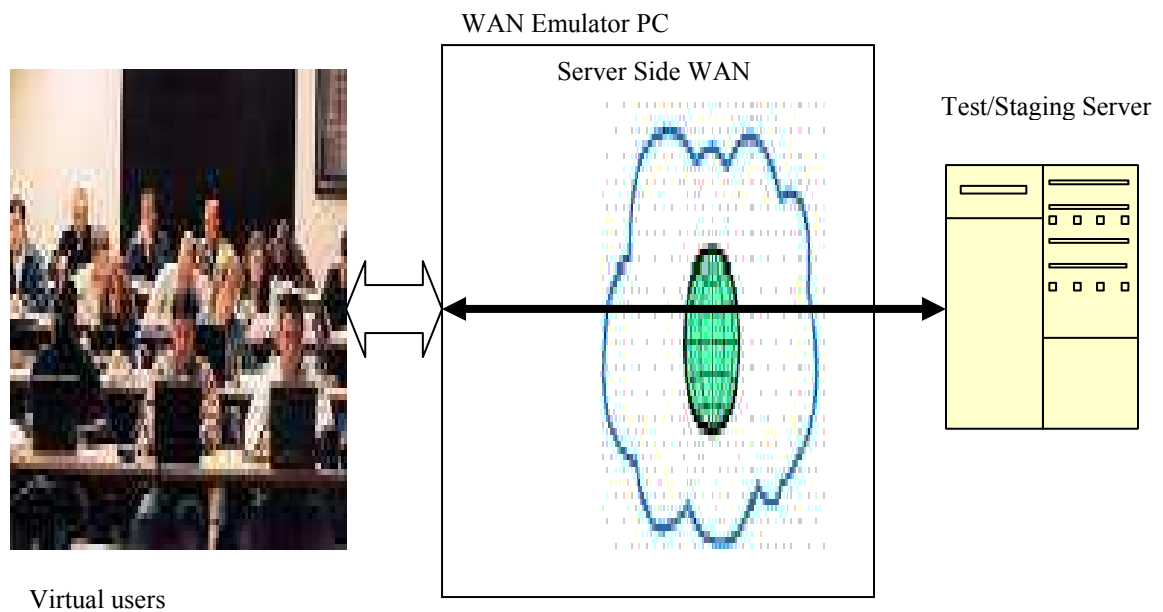 WAN Emulator PC
Server Side WAN
Test/Staging Server
Virtual users